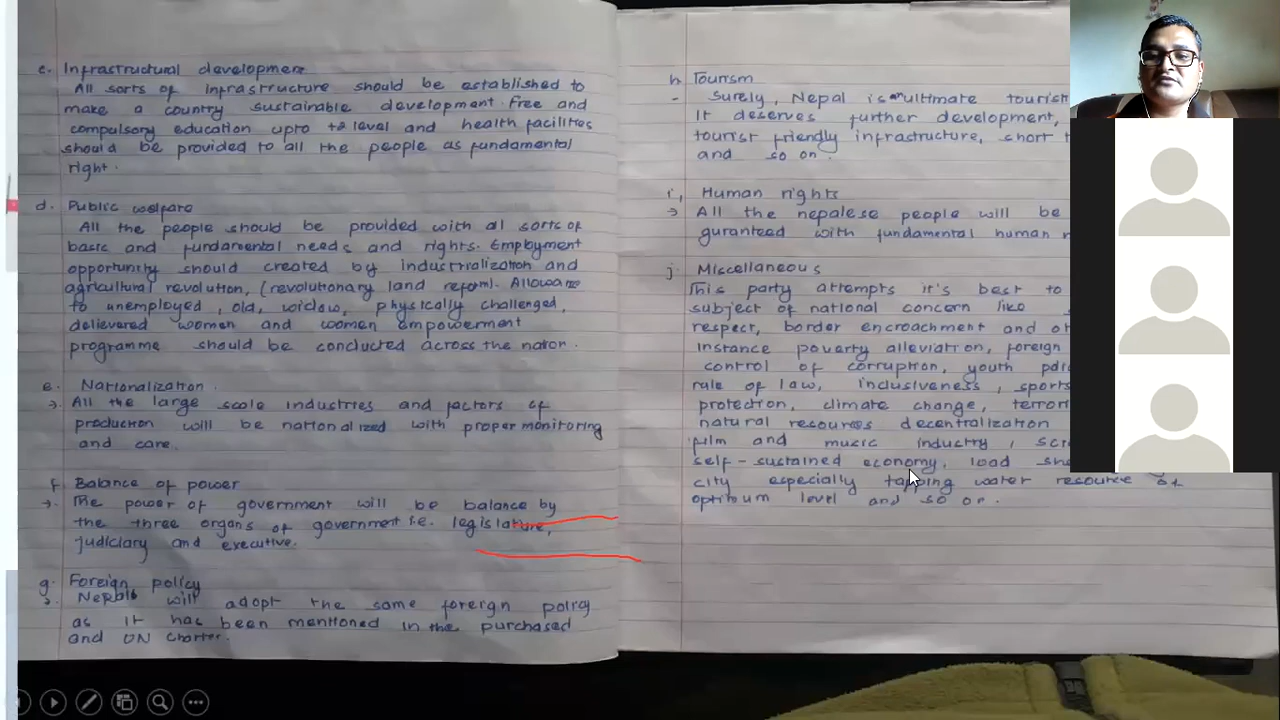 c. Infrastructural development
All sorts of infrastructure should be established to
make a country sustainable development. Free and
compulsory education upto +2 level and health facilities
should be provided to all the people as fundamental
right.
d. Public welfare
All the people should be provided with all sorts of
basic and fundamental needs and rights. Employment
opportunity should created by industrialization and
agricultural revolution, (revolutionary land reform). Allowance
to unemployed, old, widow, physically challenged,
delievered women and women empowerment
programme should be conducted across the nation.
e. Nationalization.
All the large scale industries and factors of
production will be nationalized with proper monitoring
and care.
f. Balance of power
The power of government will be balance by
the three organs of government i.e. legislature,
judiciary and executive.
g. Foreign policy
Nepal will adopt the same foreign policy
as it has been mentioned in the purchased
and UN charter.
h Tourism
- Surely, Nepal is an ultimate tourist
It deserves further development,
tourist friendly infrastructure, short
and so on.
i, Human rights
→ All the nepalese people will be
guranteed with fundamental human
j. Miscellaneous
This party attempts it's best to
subject of national concern like
respect, border encroachment and
instance poverty alleviation, foreign
control of corruption, youth
rule of law, inclusiveness, sports
protection, climate change,
natural resources decentralization
film and music industry,
self-sustained economy, load
city especially tapping water resource at
optimum level and so on.